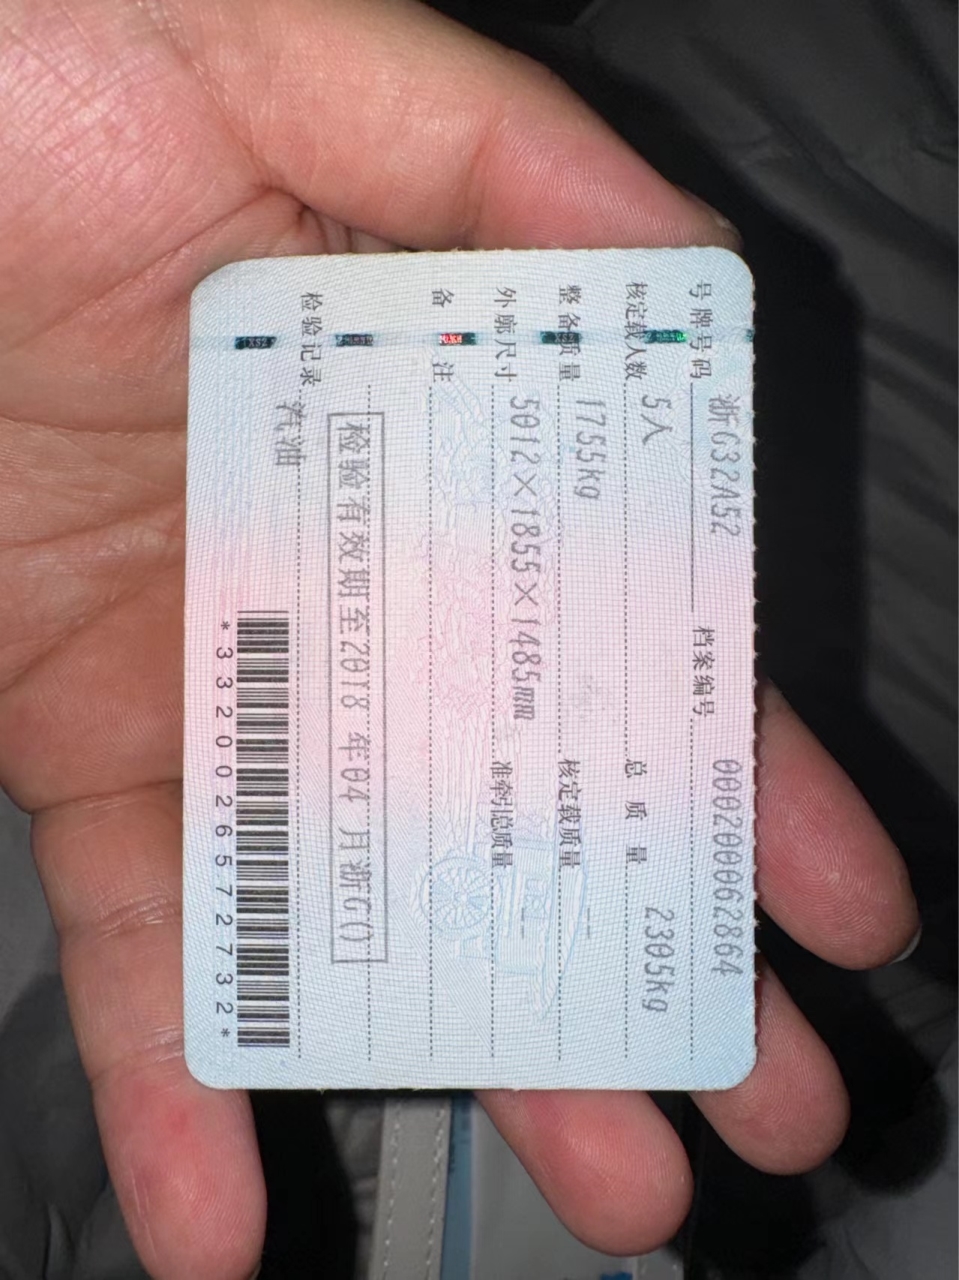 号牌号码 浙G32A52 档案编号 000200062864
核定载人数 5人 总质量 2305kg
整备质量 1755kg 核定载质量 --
外廓尺寸 5012×1855×1485mm 准牵引总质量 --
备注
检验有效期至2018年04月浙G()
检验记录
汽油
*3320026572732*